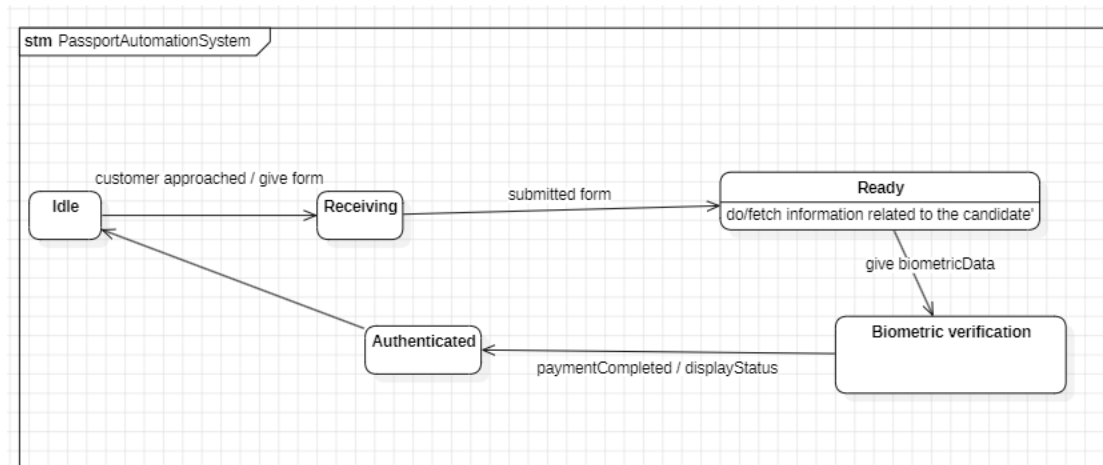 stm PassportAutomationSystem
customer approached / give form
Idle
Receiving
submitted form
Ready
do/fetch information related to the candidate'
give biometricData
Biometric verification
Authenticated
paymentCompleted / displayStatus